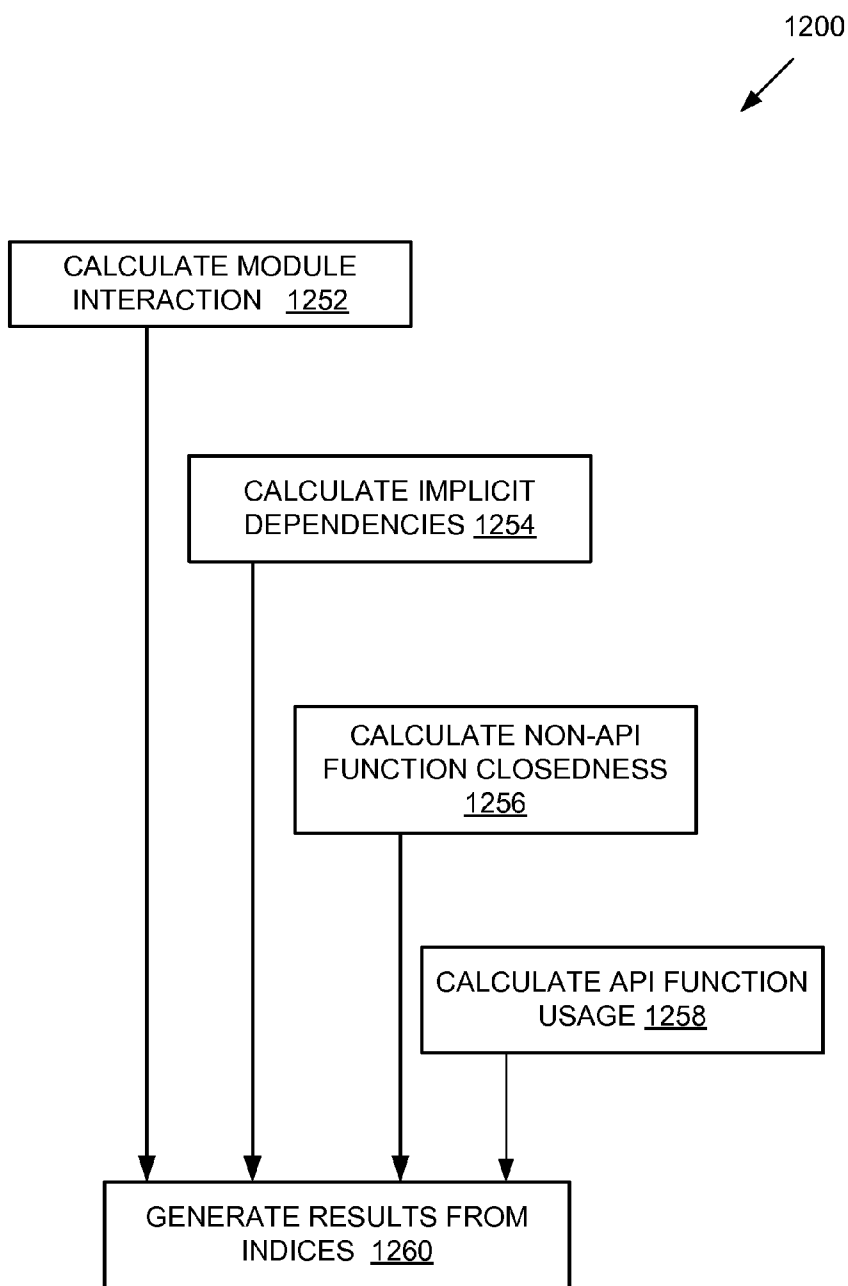 1200
CALCULATE MODULE
INTERACTION 1252
CALCULATE IMPLICIT
DEPENDENCIES 1254
CALCULATE NON-API
FUNCTION CLOSEDNESS
1256
CALCULATE API FUNCTION
USAGE 1258
GENERATE RESULTS FROM
INDICES 1260